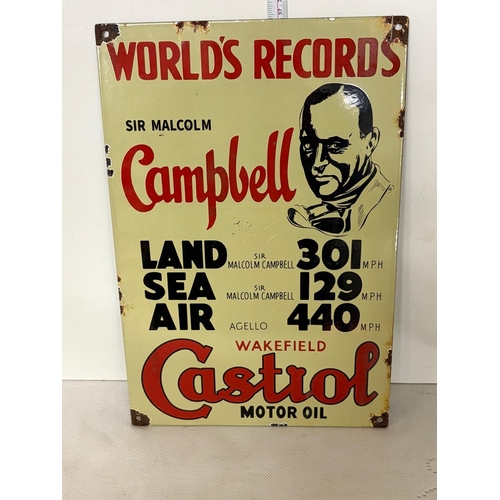 WORLD'S RECORDS
SIR MALCOLM
Campbell
LAND SIR MALCOLM CAMPBELL 301 M.P.H
SEA SIR MALCOLM CAMPBELL 129 M.P.H
AIR AGELLO 440 M.P.H
WAKEFIELD
Castrol
MOTOR OIL